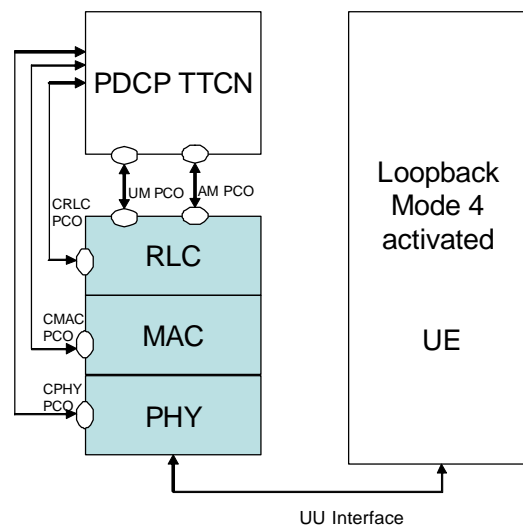 PDCP TTCN
UM PCO
AM PCO
CRLC
PCO
RLC
CMAC
PCO
MAC
CPHY
PCO
PHY
Loopback
Mode 4
activated
UE
UU Interface